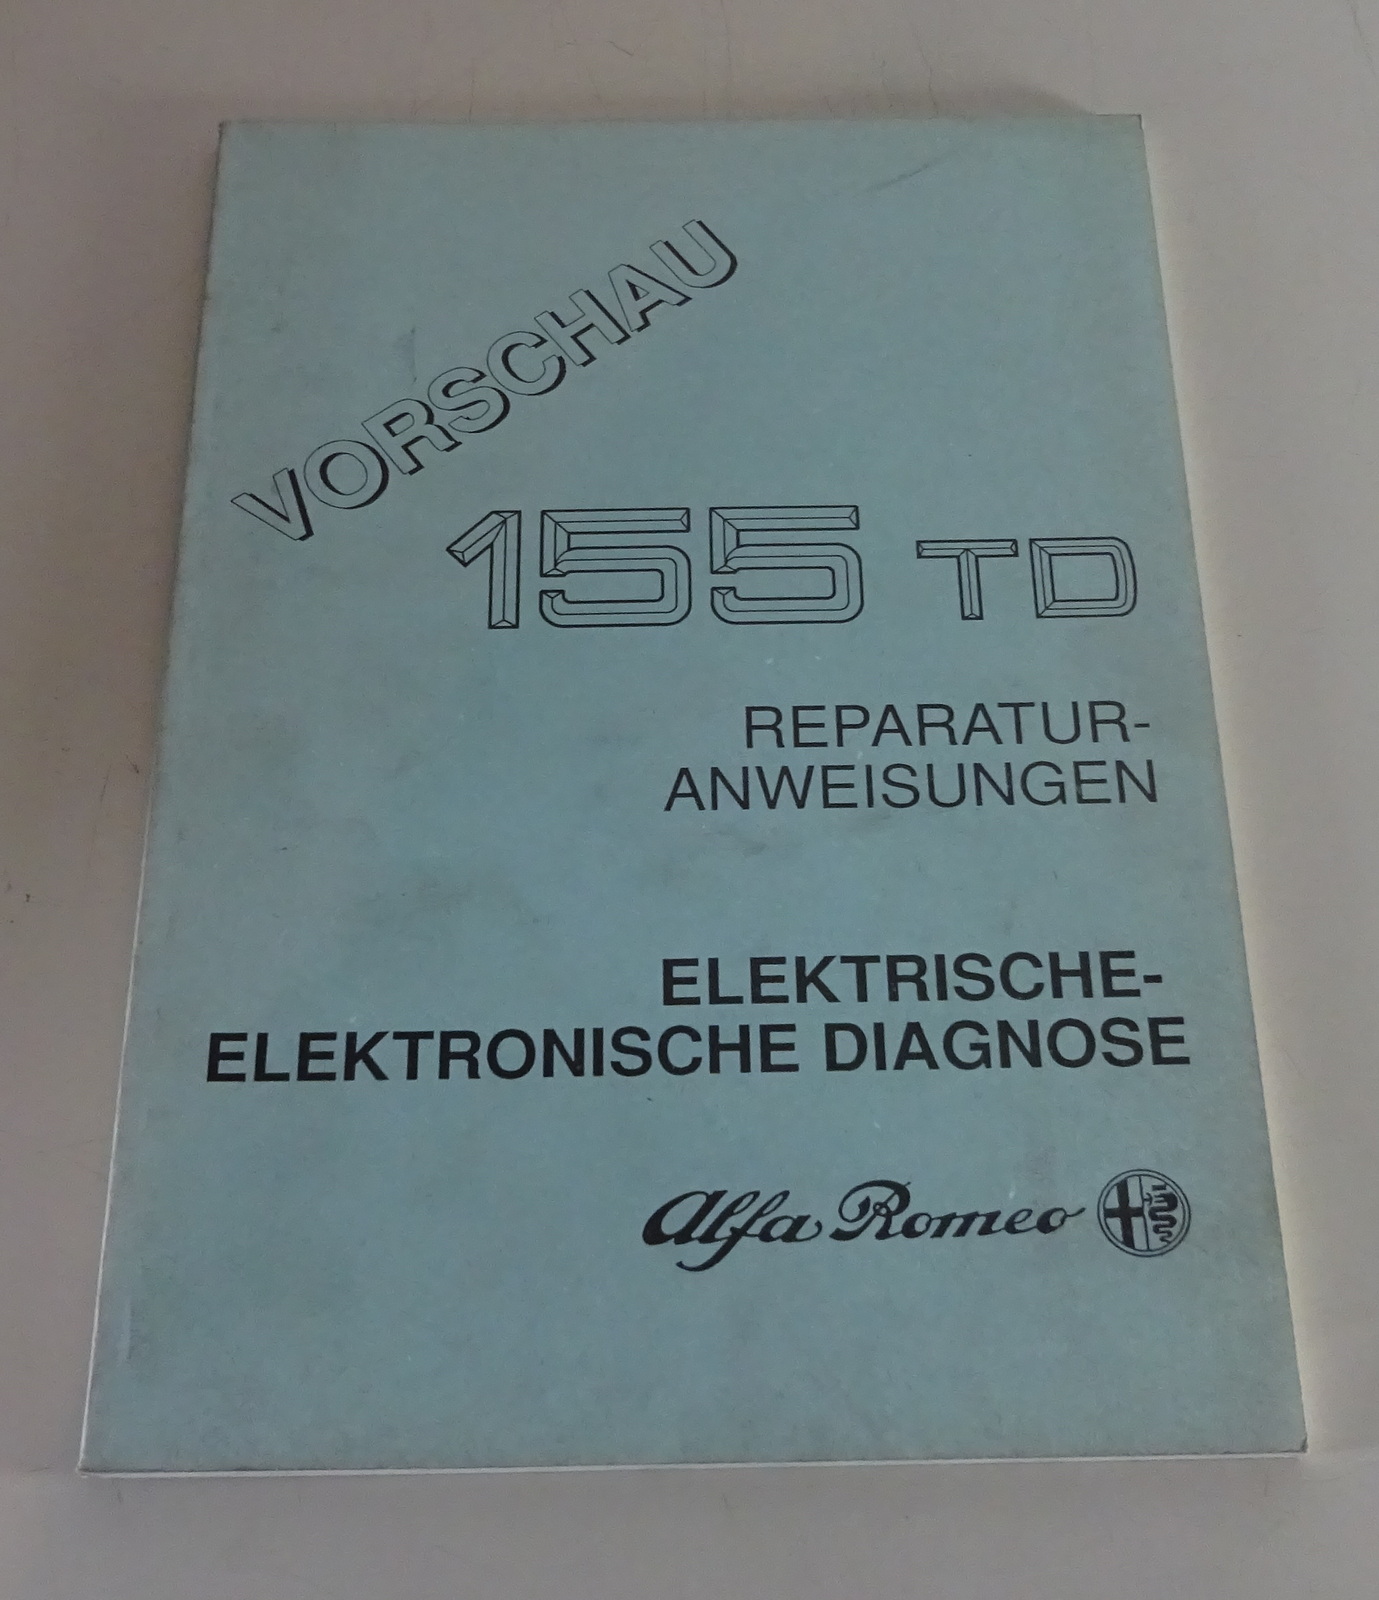 VORSCHAU
155 TD
REPARATUR-
ANWEISUNGEN
ELEKTRISCHE-
ELEKTRONISCHE DIAGNOSE
Alfa Romeo